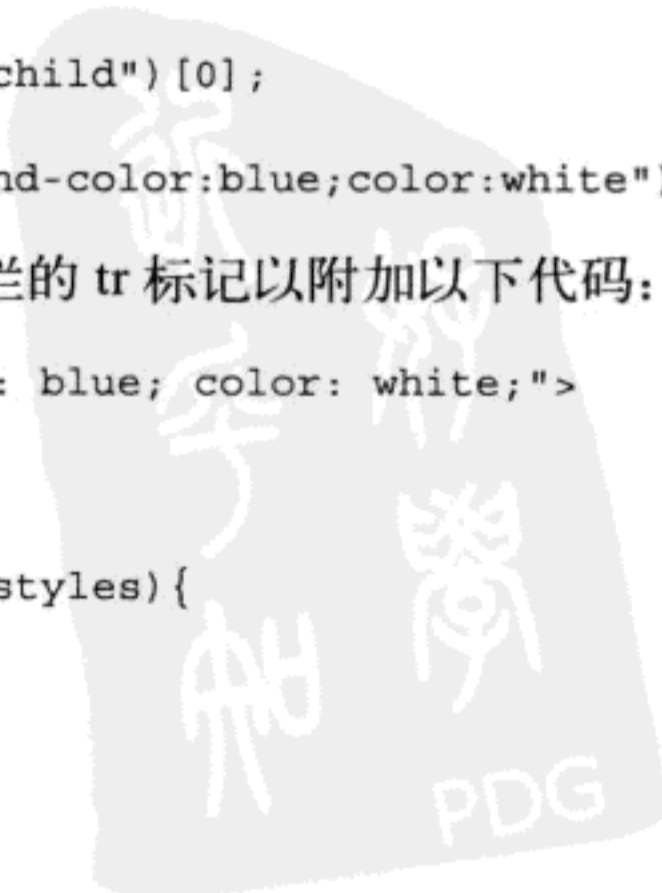 child")[0];
nd-color:blue;color:white")
栏的 tr 标记以附加以下代码：
: blue; color: white;">
styles){
PDG